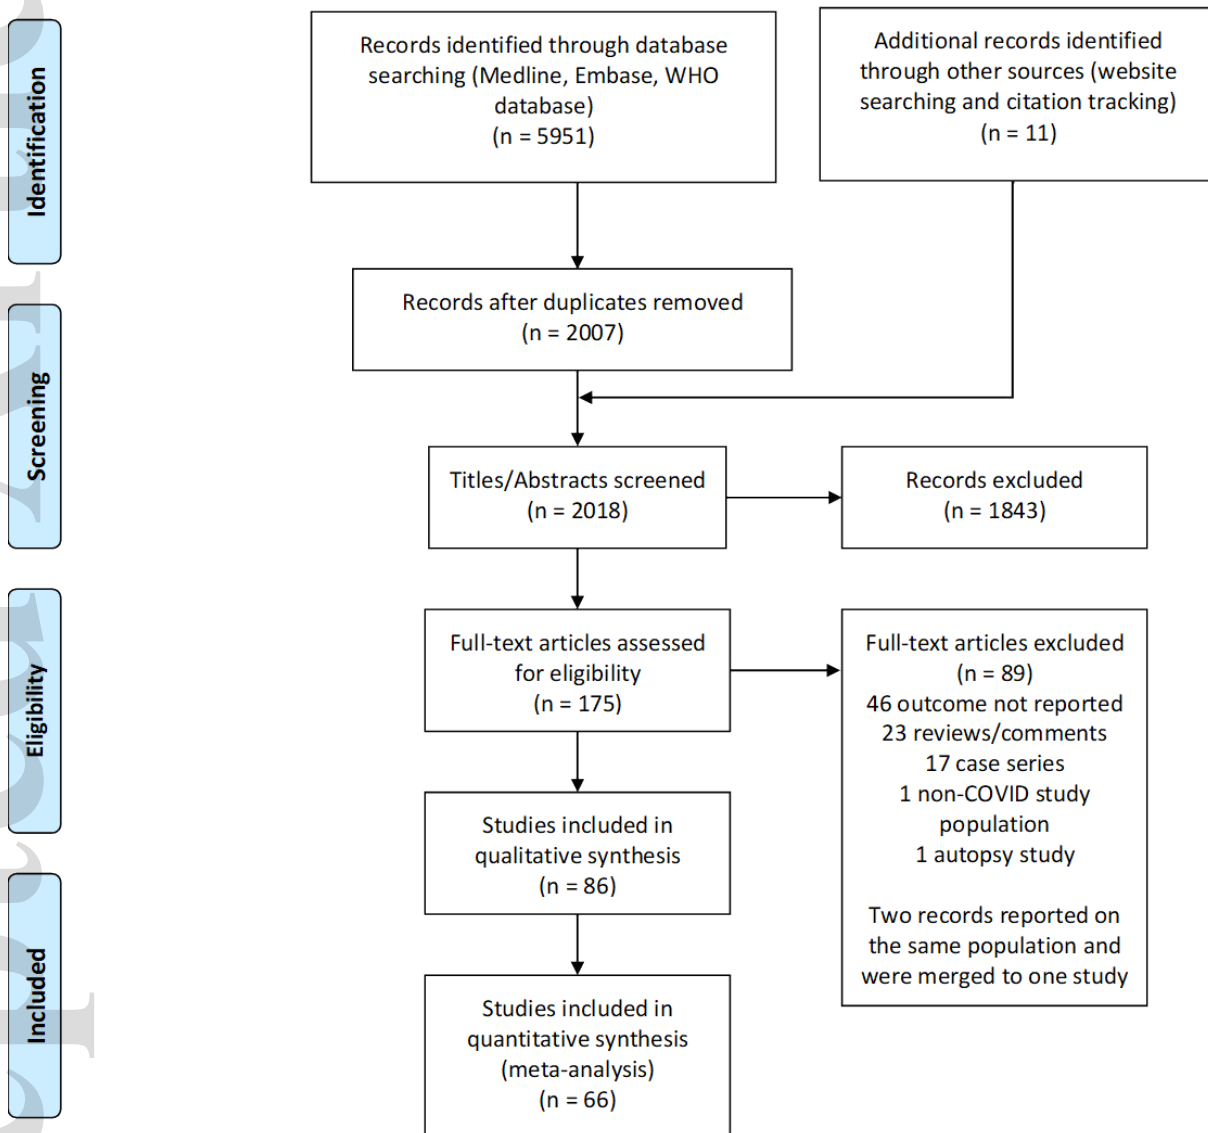 Identification
Records identified through database
searching (Medline, Embase, WHO
database)
(n = 5951)
Additional records identified
through other sources (website
searching and citation tracking)
(n = 11)
Screening
Records after duplicates removed
(n = 2007)
Titles/Abstracts screened
(n = 2018)
Records excluded
(n = 1843)
Eligibility
Full-text articles assessed
for eligibility
(n = 175)
Full-text articles excluded
(n = 89)
46 outcome not reported
23 reviews/comments
17 case series
1 non-COVID study
population
1 autopsy study
Two records reported on
the same population and
were merged to one study
Studies included in
qualitative synthesis
(n = 86)
Included
Studies included in
quantitative synthesis
(meta-analysis)
(n = 66)